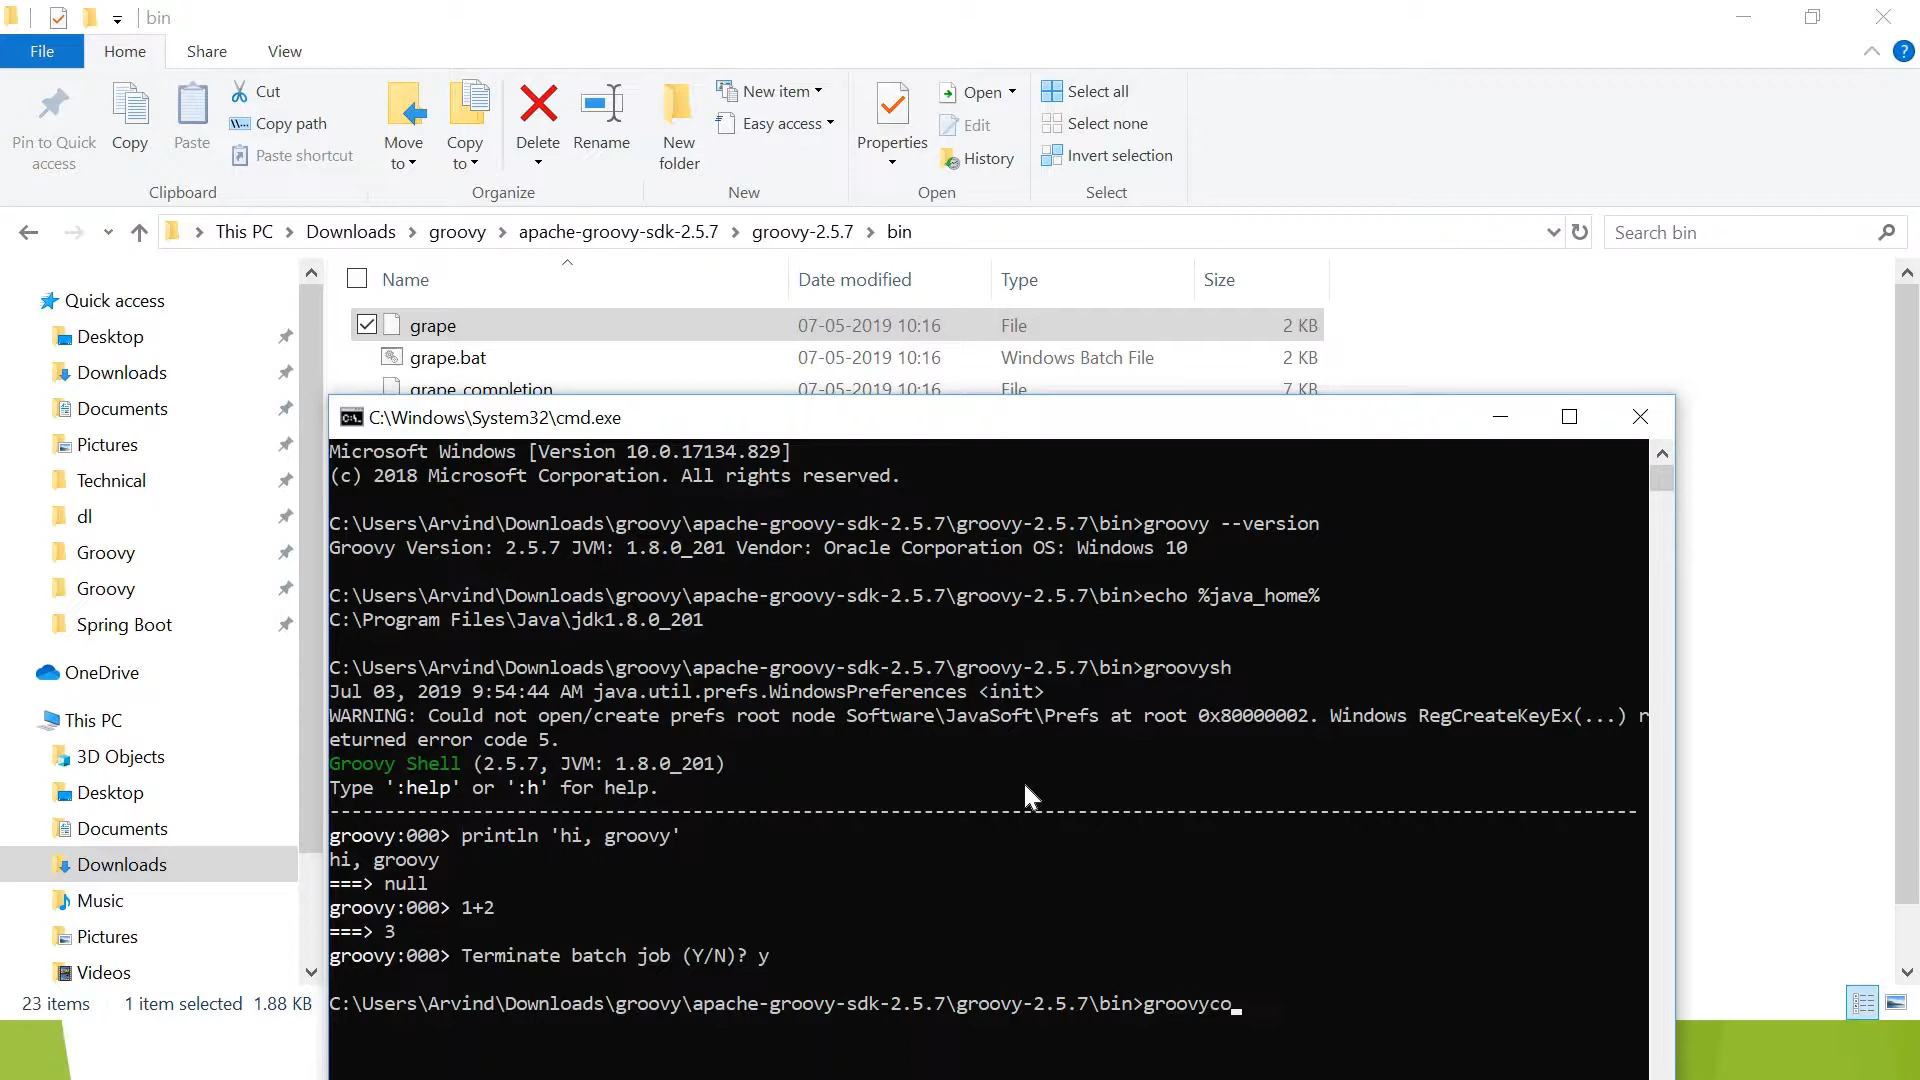 bin
File Home Share View
Pin to Quick access
Copy
Paste
Cut
Copy path
Paste shortcut
Clipboard
Move to
Copy to
Delete
Rename
Organize
New folder
New item
Easy access
New
Properties
Open
Edit
History
Open
Select all
Select none
Invert selection
Select
This PC > Downloads > groovy > apache-groovy-sdk-2.5.7 > groovy-2.5.7 > bin
Search bin
Name Date modified Type Size
grape 07-05-2019 10:16 File 2 KB
grape.bat 07-05-2019 10:16 Windows Batch File 2 KB
grape_completion 07-05-2019 10:16 File 7 KB
Quick access
Desktop
Downloads
Documents
Pictures
Technical
dl
Groovy
Groovy
Spring Boot
OneDrive
This PC
3D Objects
Desktop
Documents
Downloads
Music
Pictures
Videos
23 items 1 item selected 1.88 KB
C:\Windows\System32\cmd.exe
Microsoft Windows [Version 10.0.17134.829]
(c) 2018 Microsoft Corporation. All rights reserved.
C:\Users\Arvind\Downloads\groovy\apache-groovy-sdk-2.5.7\groovy-2.5.7\bin>groovy --version
Groovy Version: 2.5.7 JVM: 1.8.0_201 Vendor: Oracle Corporation OS: Windows 10
C:\Users\Arvind\Downloads\groovy\apache-groovy-sdk-2.5.7\groovy-2.5.7\bin>echo %java_home%
C:\Program Files\Java\jdk1.8.0_201
C:\Users\Arvind\Downloads\groovy\apache-groovy-sdk-2.5.7\groovy-2.5.7\bin>groovysh
Jul 03, 2019 9:54:44 AM java.util.prefs.WindowsPreferences <init>
WARNING: Could not open/create prefs root node Software\JavaSoft\Prefs at root 0x80000002. Windows RegCreateKeyEx(...) r
eturned error code 5.
Groovy Shell (2.5.7, JVM: 1.8.0_201)
Type ':help' or ':h' for help.
-----------------------------------------------------------------------------------------------------------------------
groovy:000> println 'hi, groovy'
hi, groovy
===> null
groovy:000> 1+2
===> 3
groovy:000> Terminate batch job (Y/N)? y
C:\Users\Arvind\Downloads\groovy\apache-groovy-sdk-2.5.7\groovy-2.5.7\bin>groovyco_